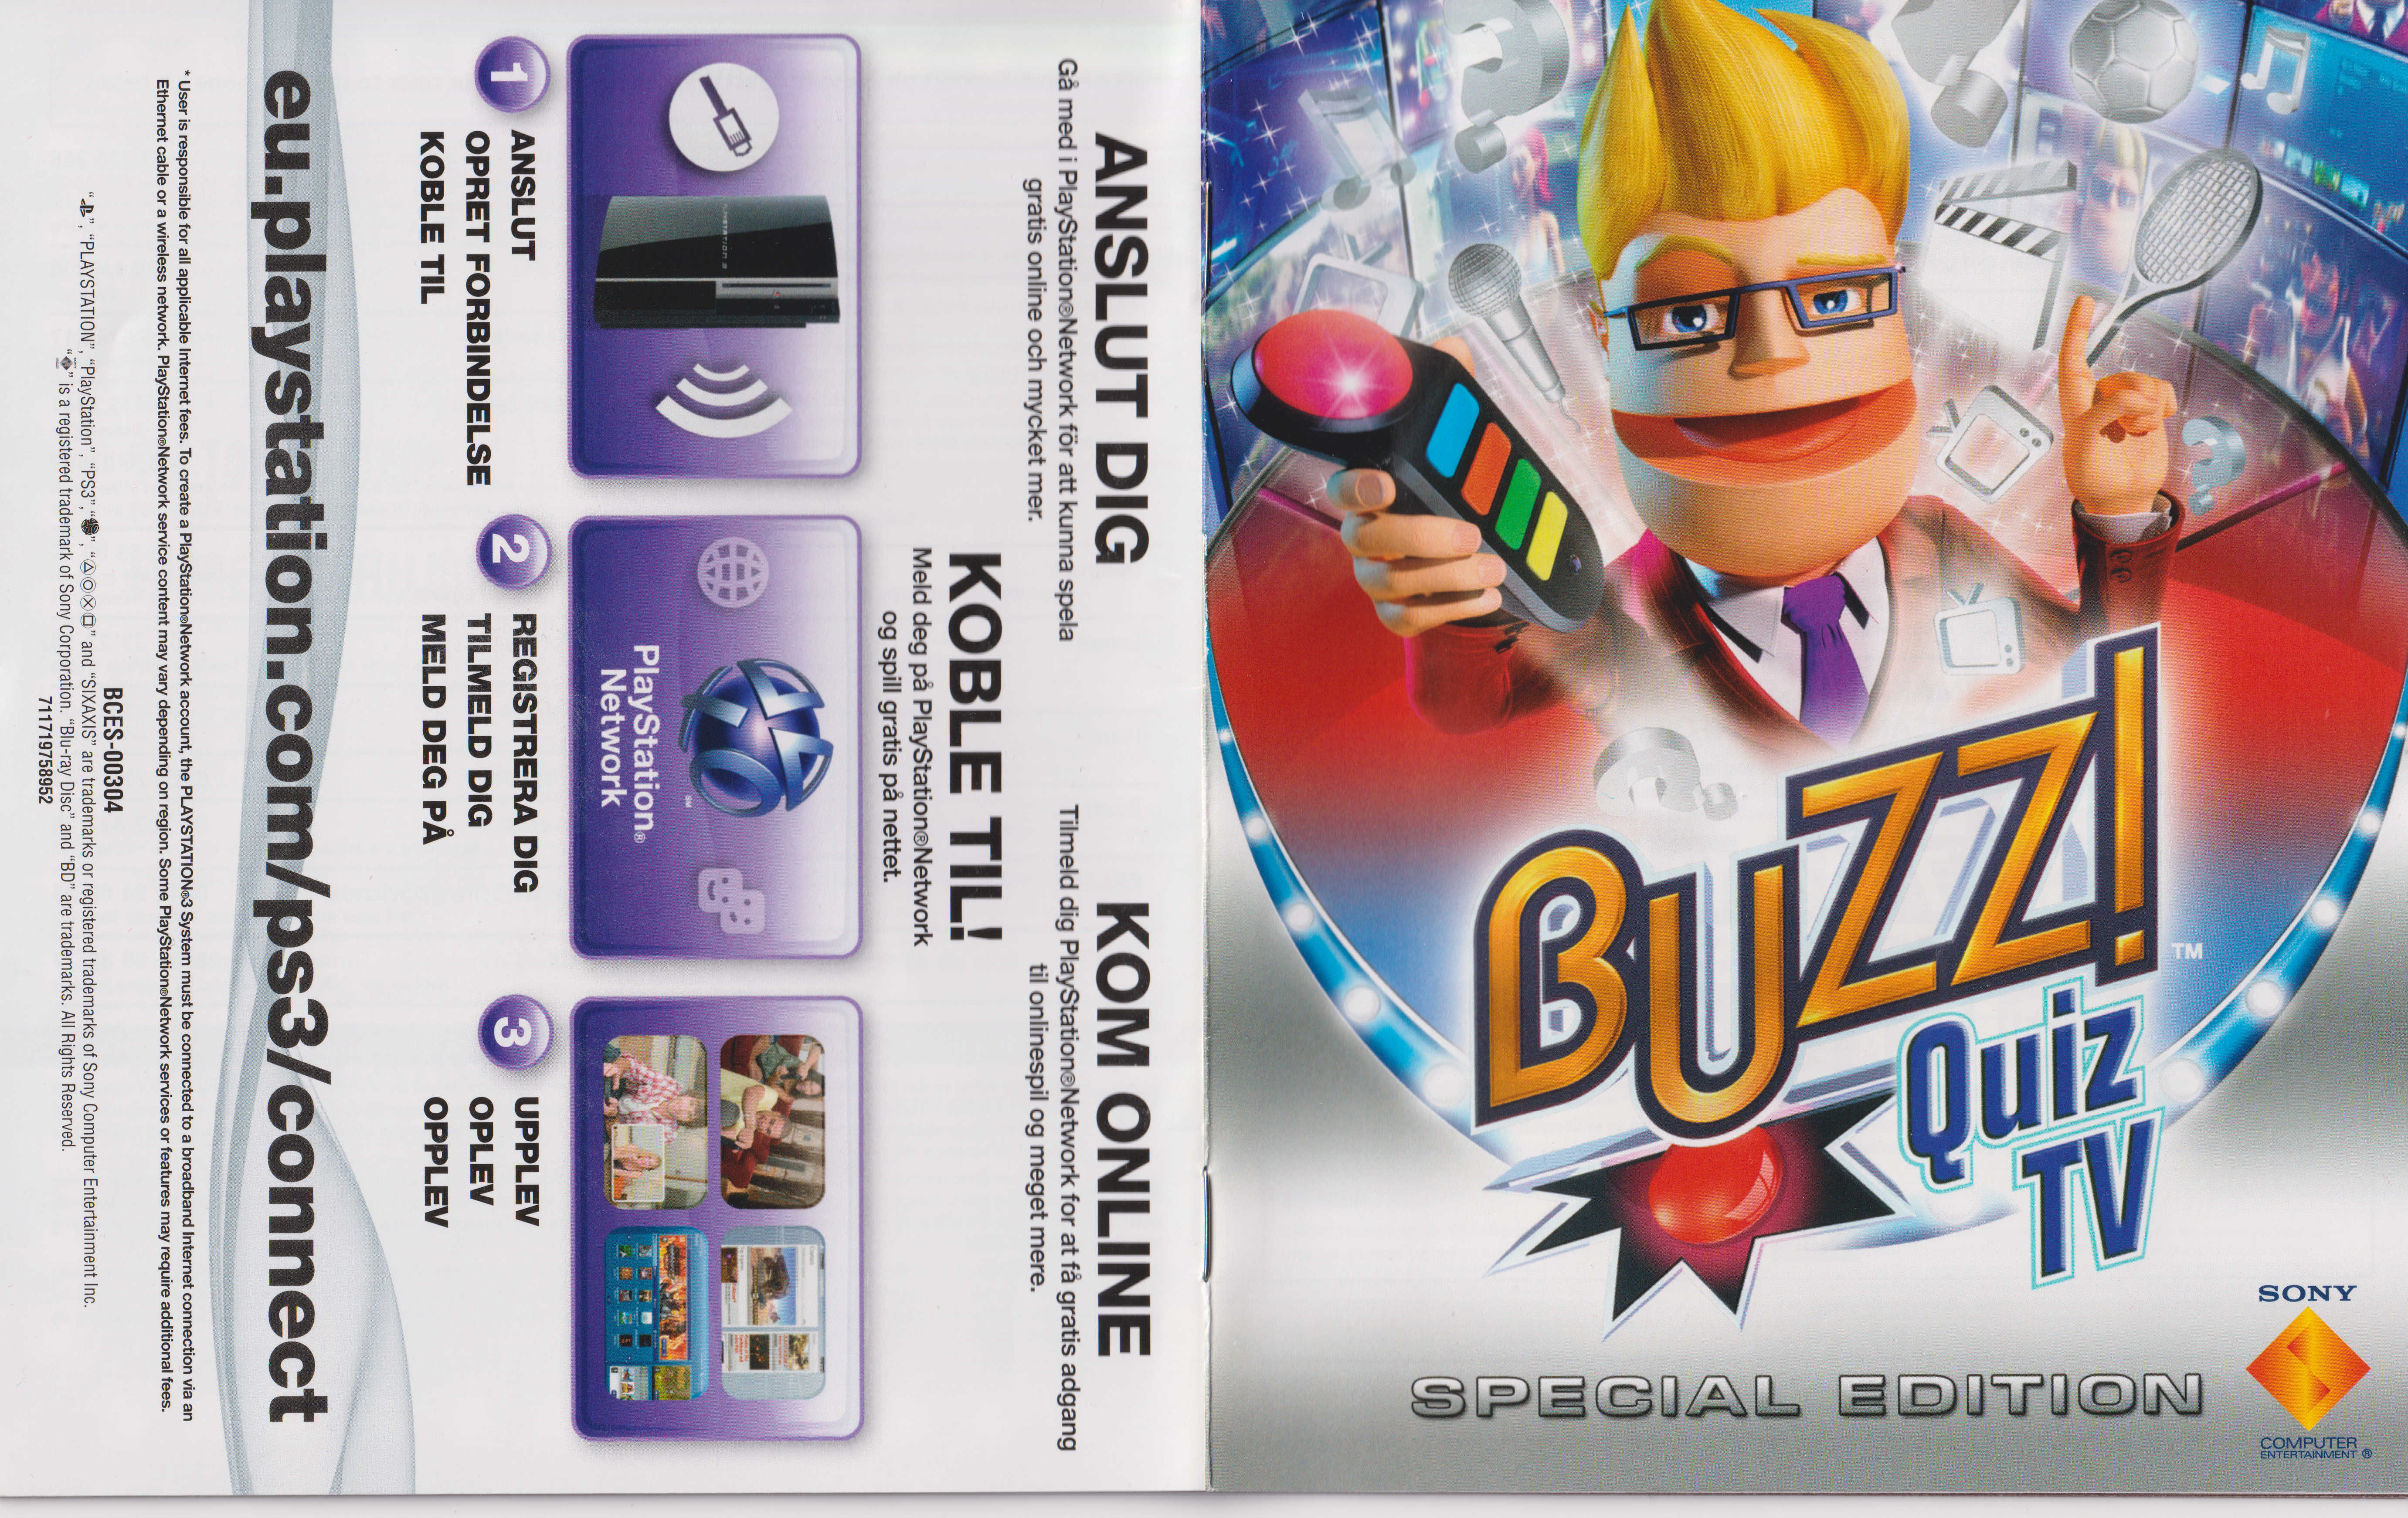 ANSLUT DIG
Gå med i PlayStation®Network för att kunna spela
gratis online och mycket mer.
KOM ONLINE
Tilmeld dig PlayStation®Network for at få gratis adgang
til onlinespil og meget mere.
KOBLE TIL!
Meld deg på PlayStation®Network
og spill gratis på nettet.
PLAYSTATION 3
PlayStation®
Network
SM
1
ANSLUT
OPRET FORBINDELSE
KOBLE TIL
2
REGISTRERA DIG
TILMELD DIG
MELD DEG PÅ
3
UPPLEV
OPLEV
OPPLEV
eu.playstation.com/ps3/connect
* User is responsible for all applicable Internet fees. To create a PlayStation®Network account, the PLAYSTATION®3 System must be connected to a broadband Internet connection via an
Ethernet cable or a wireless network. PlayStation®Network service content may vary depending on region. Some PlayStation®Network services or features may require additional fees.
BCES-00304
“ ”, “PLAYSTATION”, “PlayStation”, “PS3”, “ ”, “△○✕□” and “SIXAXIS” are trademarks or registered trademarks of Sony Computer Entertainment Inc.
“ ” is a registered trademark of Sony Corporation. “Blu-ray Disc” and “BD” are trademarks. All Rights Reserved.
711719758952
BUZZ!™
Quiz
TV
SPECIAL EDITION
SONY
COMPUTER
ENTERTAINMENT ®